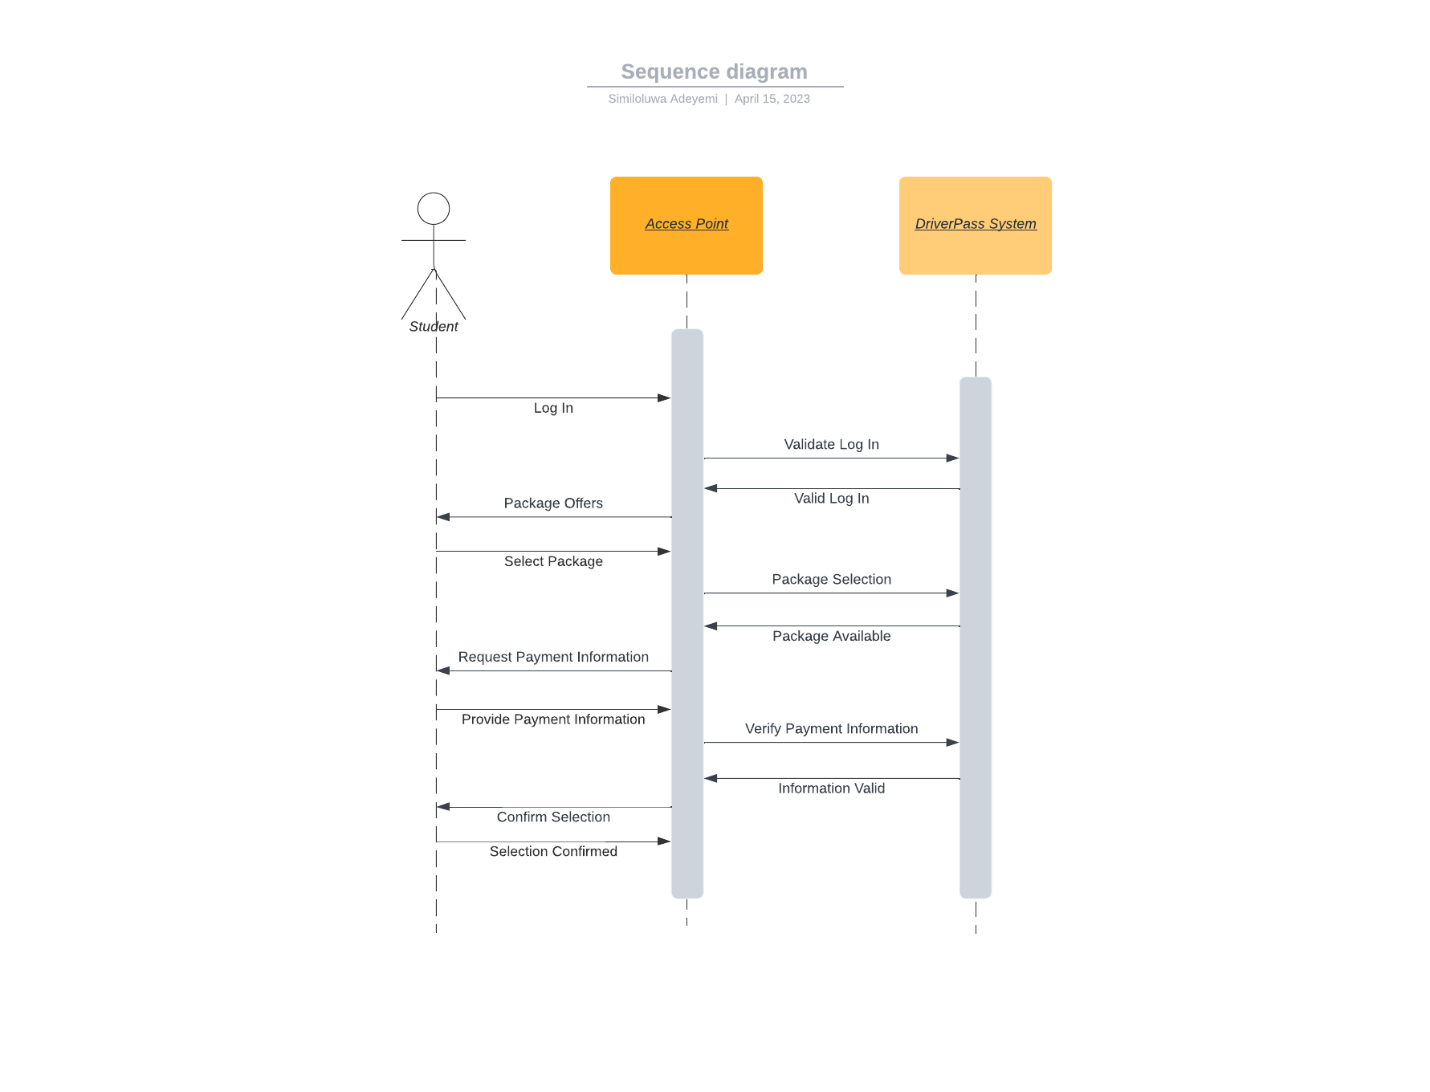 Sequence diagram
Similoluwa Adeyemi | April 15, 2023
Access Point
DriverPass System
Student
Log In
Validate Log In
Valid Log In
Package Offers
Select Package
Package Selection
Package Available
Request Payment Information
Provide Payment Information
Verify Payment Information
Information Valid
Confirm Selection
Selection Confirmed